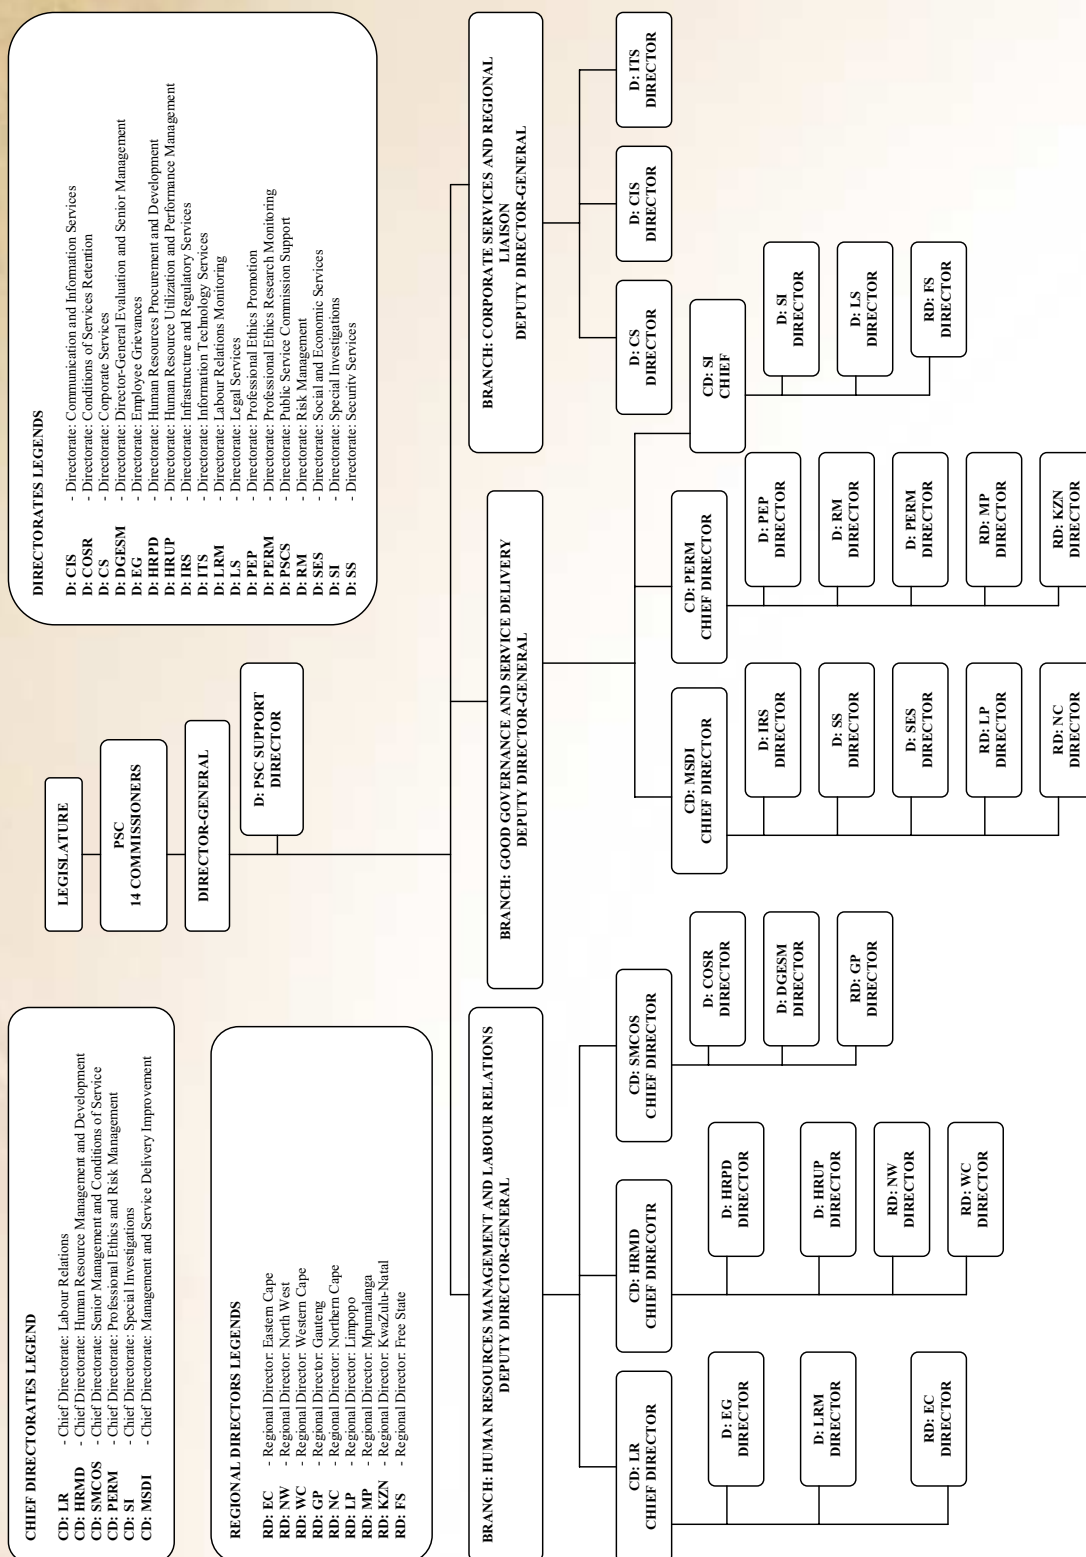 CHIEF DIRECTORATES LEGEND
CD: LR - Chief Directorate: Labour Relations
CD: HRMD - Chief Directorate: Human Resource Management and Development
CD: SMCOS - Chief Directorate: Senior Management and Conditions of Service
CD: PERM - Chief Directorate: Professional Ethics and Risk Management
CD: SI - Chief Directorate: Special Investigations
CD: MSDI - Chief Directorate: Management and Service Delivery Improvement
REGIONAL DIRECTORS LEGENDS
RD: EC - Regional Director: Eastern Cape
RD: NW - Regional Director: North West
RD: WC - Regional Director: Western Cape
RD: GP - Regional Director: Gauteng
RD: NC - Regional Director: Northern Cape
RD: LP - Regional Director: Limpopo
RD: MP - Regional Director: Mpumalanga
RD: KZN - Regional Director: KwaZulu-Natal
RD: FS - Regional Director: Free State
LEGISLATURE
PSC
14 COMMISSIONERS
DIRECTOR-GENERAL
D: PSC SUPPORT
DIRECTOR
DIRECTORATES LEGENDS
D: CIS - Directorate: Communication and Information Services
D: COSR - Directorate: Conditions of Services Retention
D: CS - Directorate: Corporate Services
D: DGESM - Directorate: Director-General Evaluation and Senior Management
D: EG - Directorate: Employee Grievances
D: HRPD - Directorate: Human Resources Procurement and Development
D: HRUP - Directorate: Human Resource Utilization and Performance Management
D: IRS - Directorate: Infrastructure and Regulatory Services
D: ITS - Directorate: Information Technology Services
D: LRM - Directorate: Labour Relations Monitoring
D: LS - Directorate: Legal Services
D: PEP - Directorate: Professional Ethics Promotion
D: PERM - Directorate: Professional Ethics Research Monitoring
D: PSCS - Directorate: Public Service Commission Support
D: RM - Directorate: Risk Management
D: SES - Directorate: Social and Economic Services
D: SI - Directorate: Special Investigations
D: SS - Directorate: Security Services
BRANCH: HUMAN RESOURCES MANAGEMENT AND LABOUR RELATIONS
DEPUTY DIRECTOR-GENERAL
CD: LR
CHIEF DIRECTOR
D: EG
DIRECTOR
D: LRM
DIRECTOR
RD: EC
DIRECTOR
CD: HRMD
CHIEF DIRECOTR
D: HRPD
DIRECTOR
D: HRUP
DIRECTOR
RD: NW
DIRECTOR
RD: WC
DIRECTOR
CD: SMCOS
CHIEF DIRECTOR
D: COSR
DIRECTOR
D: DGESM
DIRECTOR
RD: GP
DIRECTOR
BRANCH: GOOD GOVERNANCE AND SERVICE DELIVERY
DEPUTY DIRECTOR-GENERAL
CD: MSDI
CHIEF DIRECTOR
D: IRS
DIRECTOR
D: SS
DIRECTOR
D: SES
DIRECTOR
RD: LP
DIRECTOR
RD: NC
DIRECTOR
CD: PERM
CHIEF DIRECTOR
D: PEP
DIRECTOR
D: RM
DIRECTOR
D: PERM
DIRECTOR
RD: MP
DIRECTOR
RD: KZN
DIRECTOR
CD: SI
CHIEF
D: SI
DIRECTOR
D: LS
DIRECTOR
RD: FS
DIRECTOR
BRANCH: CORPORATE SERVICES AND REGIONAL
LIAISON
DEPUTY DIRECTOR-GENERAL
D: CS
DIRECTOR
D: CIS
DIRECTOR
D: ITS
DIRECTOR